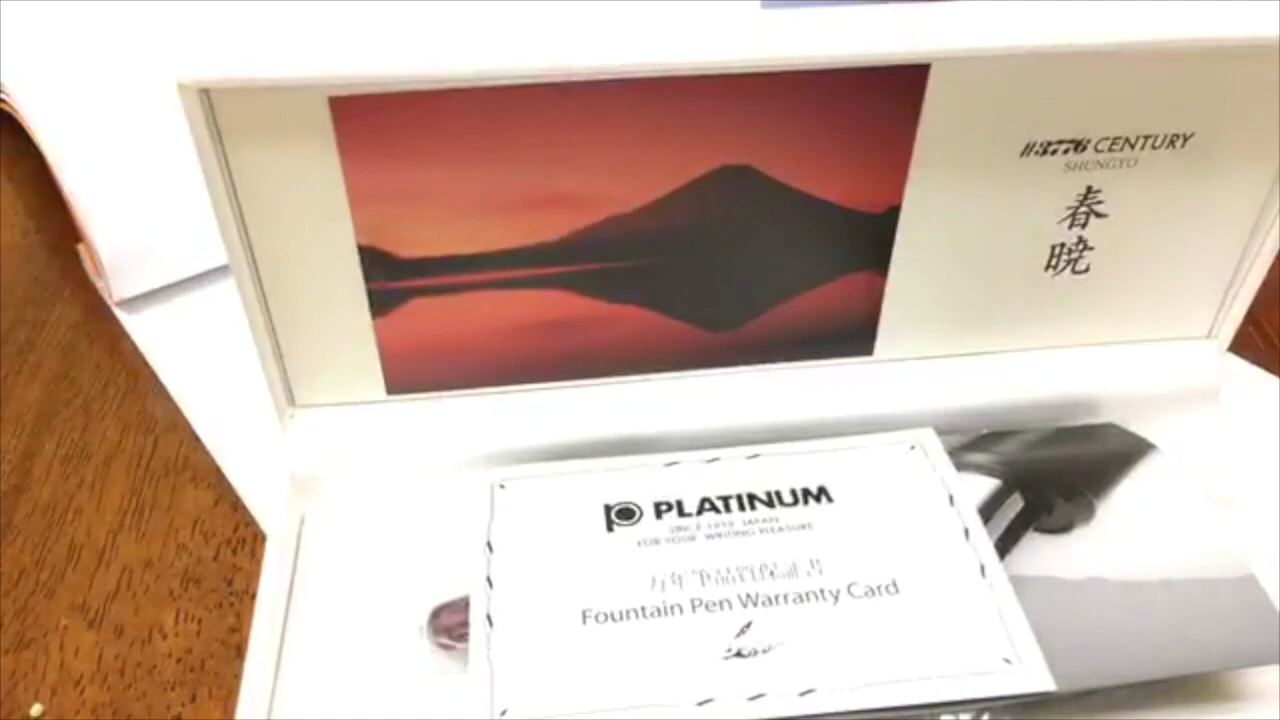 #3776 CENTURY
SHUNGYO
春
暁
PLATINUM
SINCE 1919 JAPAN
FOR YOUR WRITING PLEASURE
Fountain Pen Warranty Card